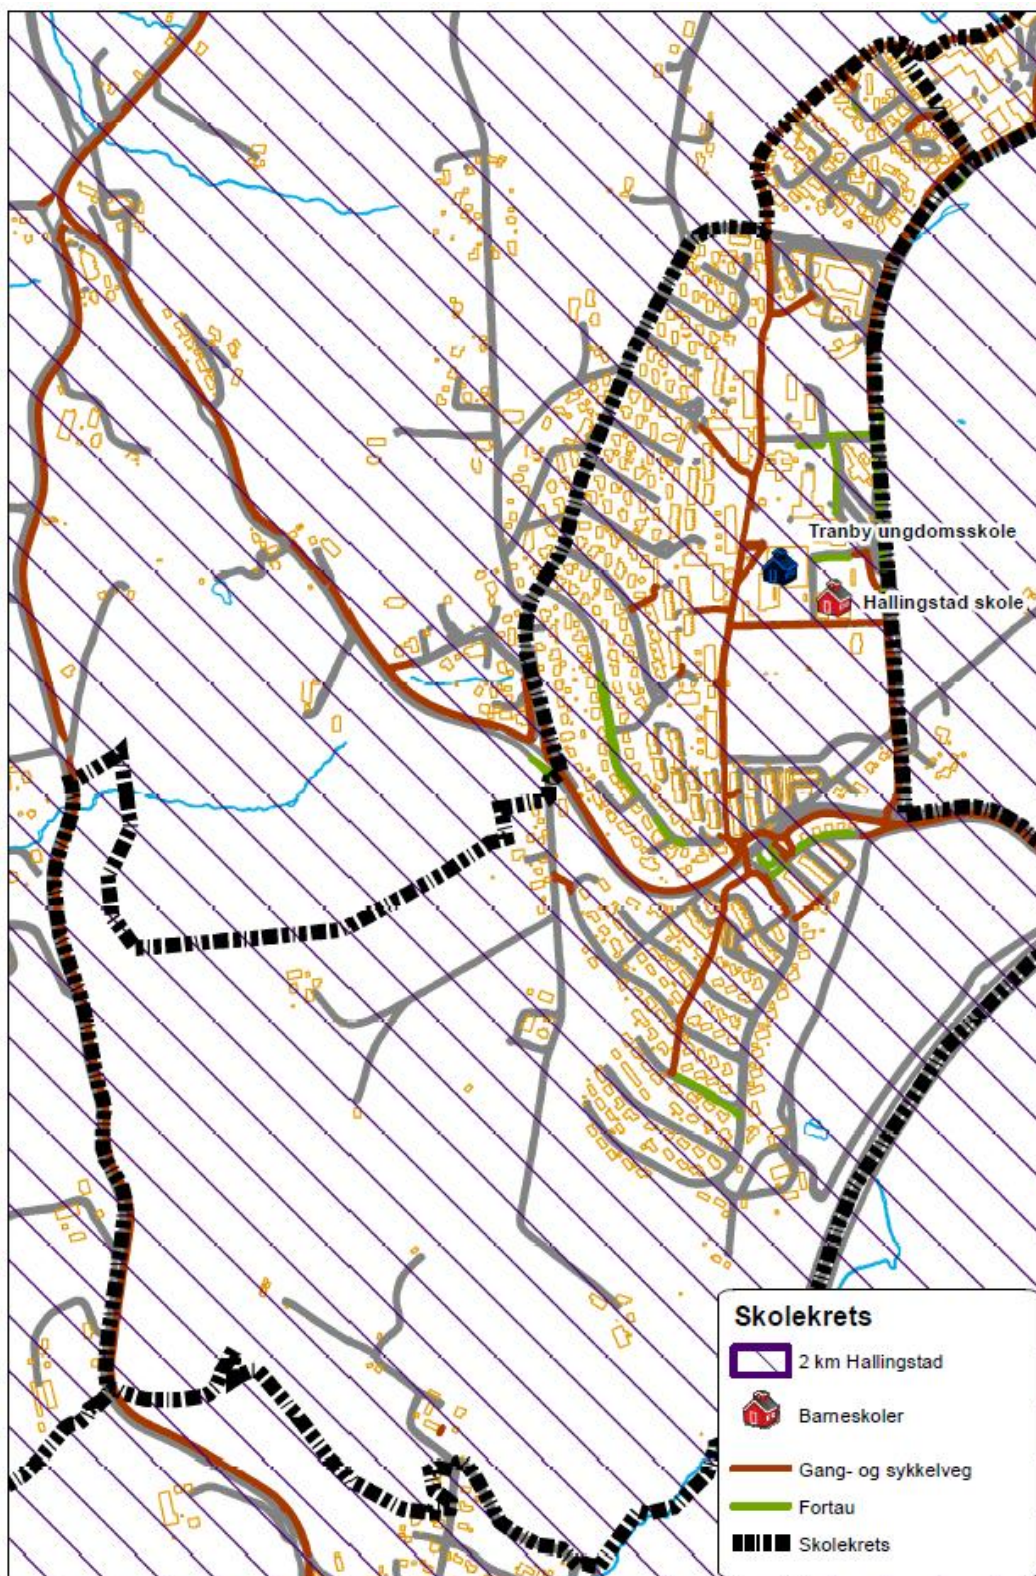 Tranby ungdomsskole
Hallingstad skole
Skolekrets
2 km Hallingstad
Barneskoler
Gang- og sykkelveg
Fortau
Skolekrets